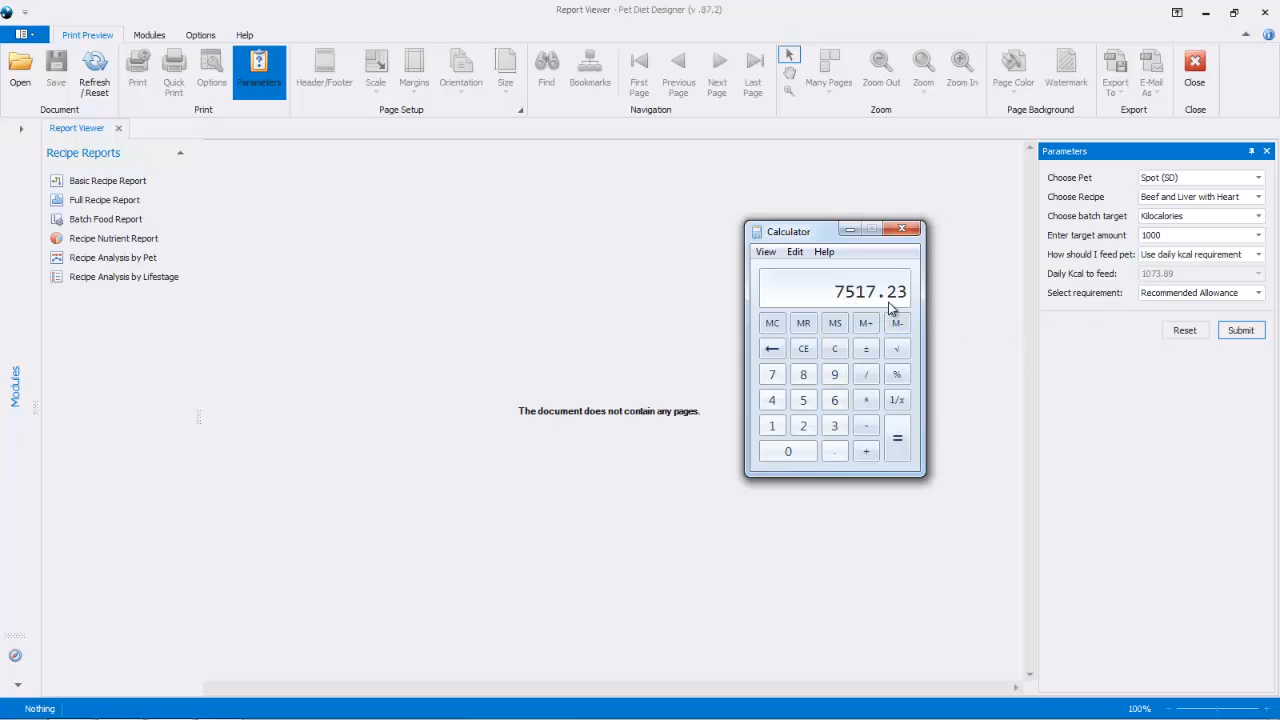 Report Viewer - Pet Diet Designer (v .87.2)
Print Preview Modules Options Help
Open Save Refresh /Reset Print Quick Print Options Parameters Header/Footer Scale Margins Orientation Size Find Bookmarks First Page Previous Page Next Page Last Page Many Pages Zoom Out Zoom Zoom In Page Color Watermark Export To E-Mail As Close
Document Print Page Setup Navigation Zoom Page Background Export Close
Report Viewer
Recipe Reports
Basic Recipe Report
Full Recipe Report
Batch Food Report
Recipe Nutrient Report
Recipe Analysis by Pet
Recipe Analysis by Lifestage
Modules
The document does not contain any pages.
Calculator
View Edit Help
7517.23
MC MR MS M+ M-
← CE C ± √
7 8 9 / %
4 5 6 * 1/x
1 2 3 - =
0 . +
Parameters
Choose Pet Spot (SD)
Choose Recipe Beef and Liver with Heart
Choose batch target Kilocalories
Enter target amount 1000
How should I feed pet: Use daily kcal requirement
Daily Kcal to feed: 1073.89
Select requirement: Recommended Allowance
Reset Submit
Nothing
100%